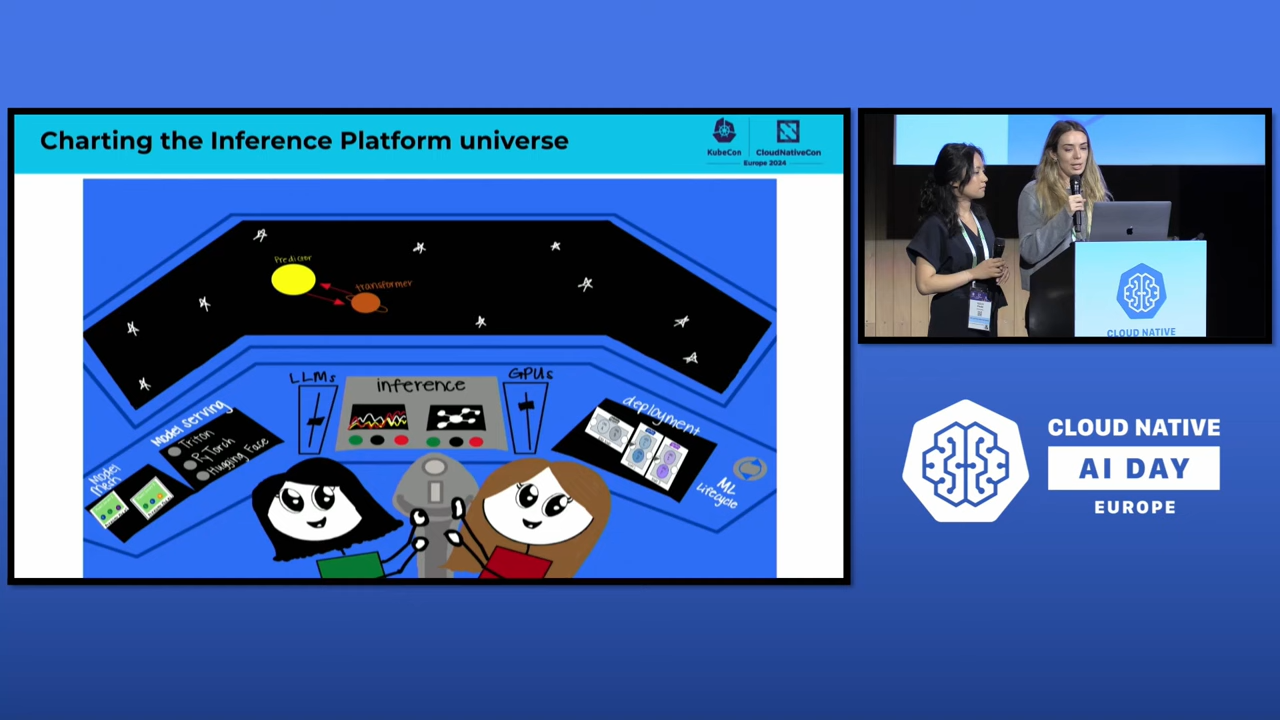 Charting the Inference Platform universe
KubeCon
CloudNativeCon
Europe 2024
Predictor
transformer
LLMs
inference
GPUs
Model serving
Triton
PyTorch
Hugging Face
Model
Mesh
deployment
ML
Lifecycle
CLOUD NATIVE
CLOUD NATIVE
AI DAY
EUROPE